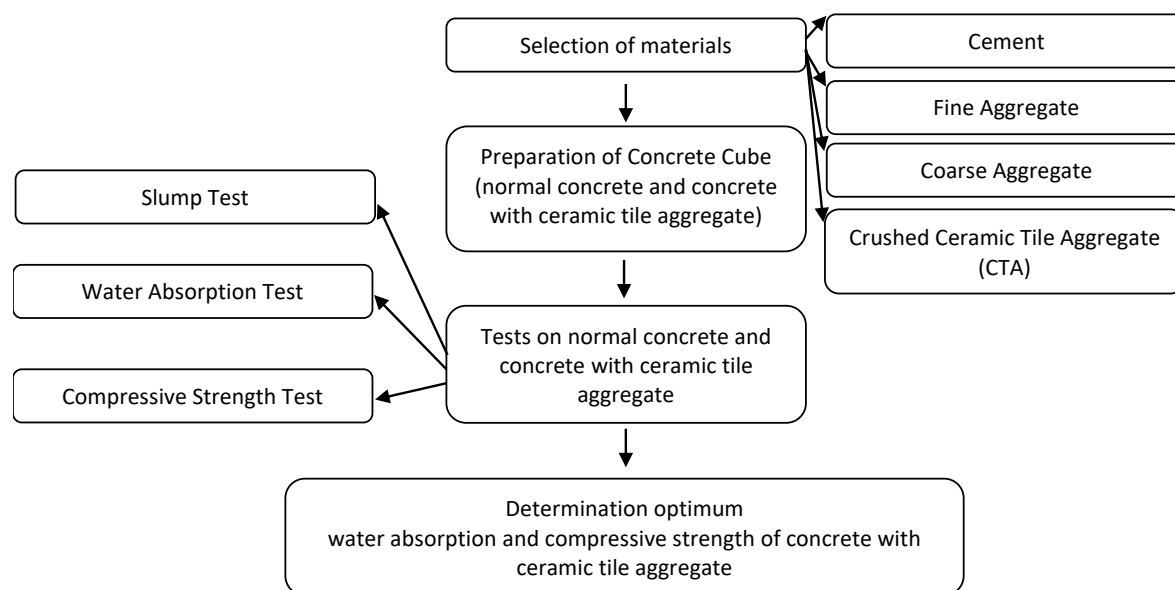 Selection of materials
Cement
Fine Aggregate
Coarse Aggregate
Crushed Ceramic Tile Aggregate
(CTA)
Preparation of Concrete Cube
(normal concrete and concrete
with ceramic tile aggregate)
Slump Test
Water Absorption Test
Compressive Strength Test
Tests on normal concrete and
concrete with ceramic tile
aggregate
Determination optimum
water absorption and compressive strength of concrete with
ceramic tile aggregate